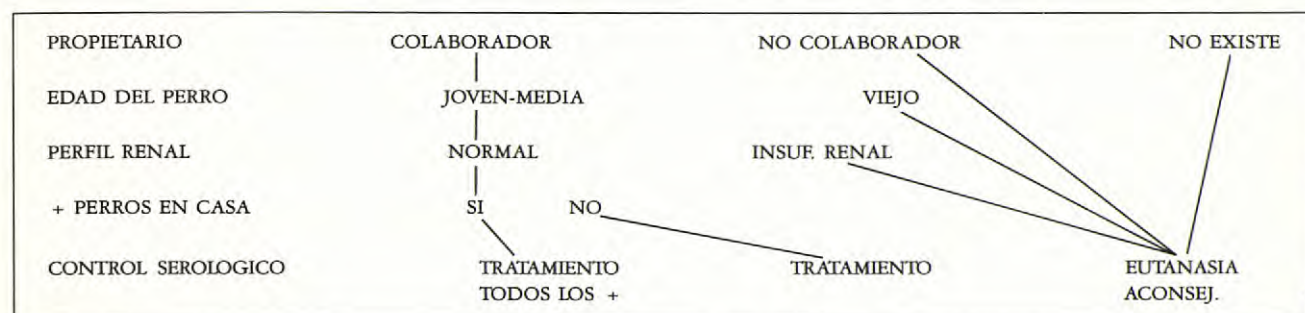 PROPIETARIO COLABORADOR NO COLABORADOR NO EXISTE
EDAD DEL PERRO JOVEN-MEDIA VIEJO
PERFIL RENAL NORMAL INSUF. RENAL
+ PERROS EN CASA SI NO
CONTROL SEROLOGICO TRATAMIENTO TRATAMIENTO EUTANASIA
TODOS LOS + ACONSEJ.